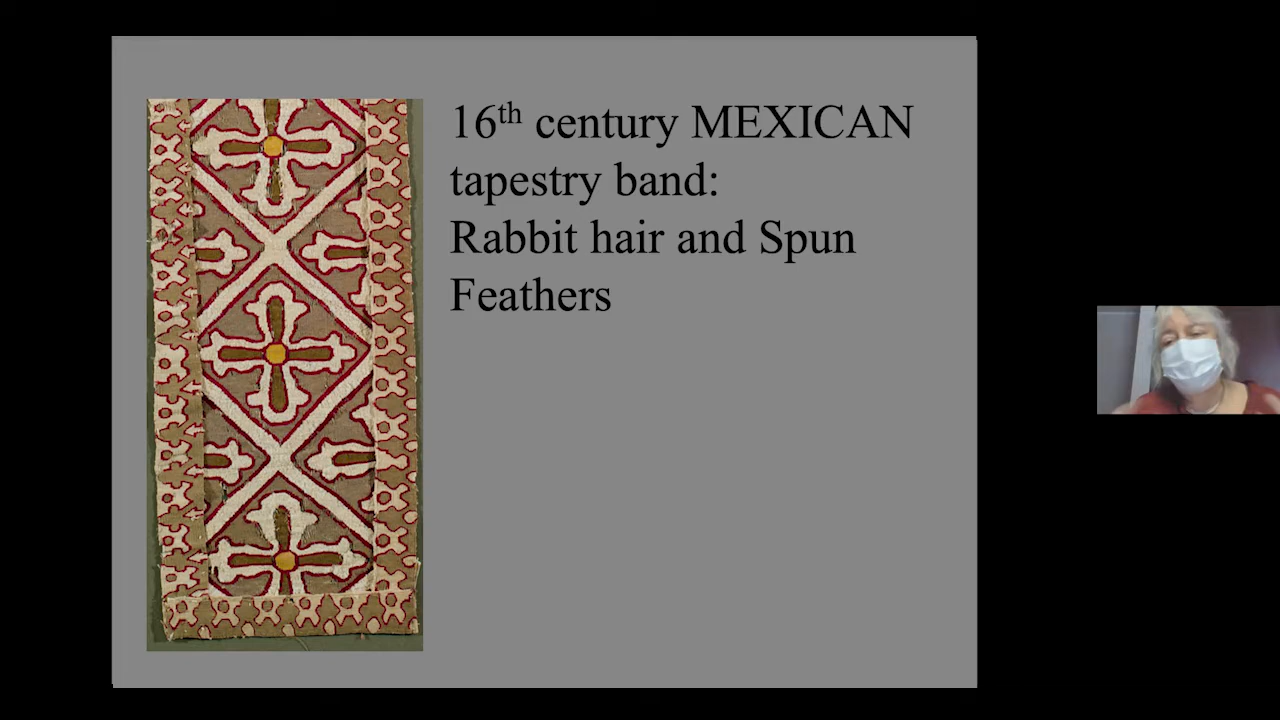 16th century MEXICAN
tapestry band:
Rabbit hair and Spun
Feathers